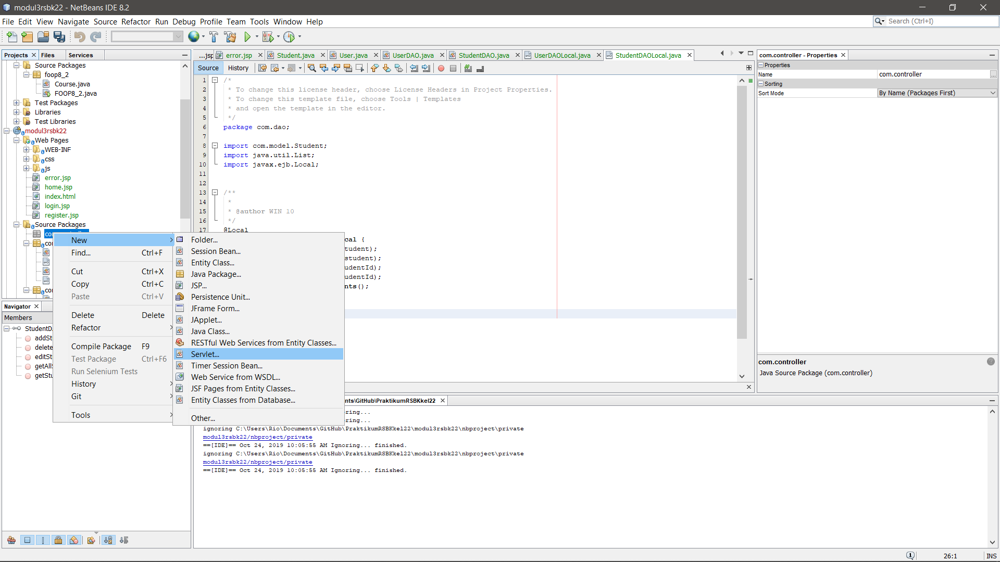 modul3rsbk22 - NetBeans IDE 8.2
File Edit View Navigate Source Refactor Run Debug Profile Team Tools Window Help
Search (Ctrl+I)
Projects Files Services
Source Packages
foop8_2
Course.java
FOOP8_2.java
Test Packages
Libraries
Test Libraries
modul3rsbk22
Web Pages
WEB-INF
css
js
error.jsp
home.jsp
index.html
login.jsp
register.jsp
Source Packages
co
co
co
Navigator
Members
StudentD
addSt
delete
editSt
getAllS
getStu
New
Find... Ctrl+F
Cut Ctrl+X
Copy Ctrl+C
Paste Ctrl+V
Delete Delete
Refactor
Compile Package F9
Test Package Ctrl+F6
Run Selenium Tests
History
Git
Tools
Folder...
Session Bean...
Entity Class...
Java Package...
JSP...
Persistence Unit...
JFrame Form...
JApplet...
Java Class...
RESTful Web Services from Entity Classes...
Servlet...
Timer Session Bean...
Web Service from WSDL...
JSF Pages from Entity Classes...
Entity Classes from Database...
Other...
...jsp error.jsp Student.java User.java UserDAO.java StudentDAO.java UserDAOLocal.java StudentDAOLocal.java
Source History
1 /*
2 * To change this license header, choose License Headers in Project Properties.
3 * To change this template file, choose Tools | Templates
4 * and open the template in the editor.
5 */
6 package com.dao;
7
8 import com.model.Student;
9 import java.util.List;
10 import javax.ejb.Local;
11
12
13 /**
14 *
15 * @author WIN 10
16 */
17 @Local
cal {
tudent);
student);
udentId);
udentId);
nts();
nts\GitHub\PraktikumRSBKkel22
ring...
ring...
ignoring C:\Users\Rio\Documents\GitHub\PraktikumRSBKkel22\modul3rsbk22\nbproject\private
modul3rsbk22/nbproject/private
==[IDE]== Oct 24, 2019 10:05:55 AM Ignoring... finished.
ignoring C:\Users\Rio\Documents\GitHub\PraktikumRSBKkel22\modul3rsbk22\nbproject\private
modul3rsbk22/nbproject/private
==[IDE]== Oct 24, 2019 10:05:55 AM Ignoring... finished.
com.controller - Properties
Properties
Name com.controller ...
Sorting
Sort Mode By Name (Packages First)
com.controller
Java Source Package (com.controller)
1
26:1 INS